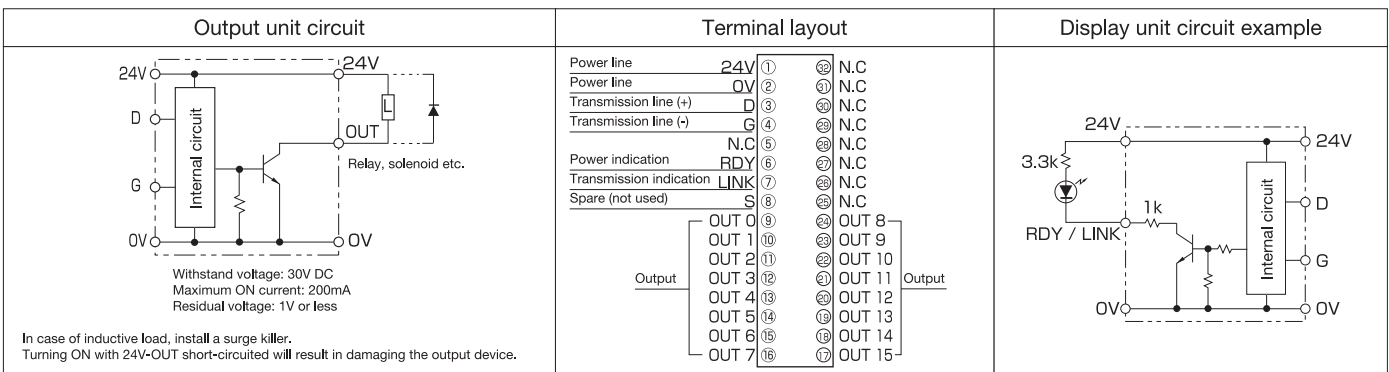 Output unit circuit
24V
24V
D
L
OUT
Internal circuit
Relay, solenoid etc.
G
0V
0V
Withstand voltage: 30V DC
Maximum ON current: 200mA
Residual voltage: 1V or less
In case of inductive load, install a surge killer.
Turning ON with 24V-OUT short-circuited will result in damaging the output device.
Terminal layout
Power line 24V ① ㉜ N.C
Power line 0V ② ㉛ N.C
Transmission line (+) D ③ ㉚ N.C
Transmission line (-) G ④ ㉙ N.C
N.C ⑤ ㉘ N.C
Power indication RDY ⑥ ㉗ N.C
Transmission indication LINK ⑦ ㉖ N.C
Spare (not used) S ⑧ ㉕ N.C
OUT 0 ⑨ ㉔ OUT 8
OUT 1 ⑩ ㉓ OUT 9
OUT 2 ⑪ ㉒ OUT 10
Output OUT 3 ⑫ ㉑ OUT 11 Output
OUT 4 ⑬ ⑳ OUT 12
OUT 5 ⑭ ⑲ OUT 13
OUT 6 ⑮ ⑱ OUT 14
OUT 7 ⑯ ⑰ OUT 15
Display unit circuit example
24V
24V
3.3k
1k
Internal circuit
D
RDY / LINK
G
0V
0V